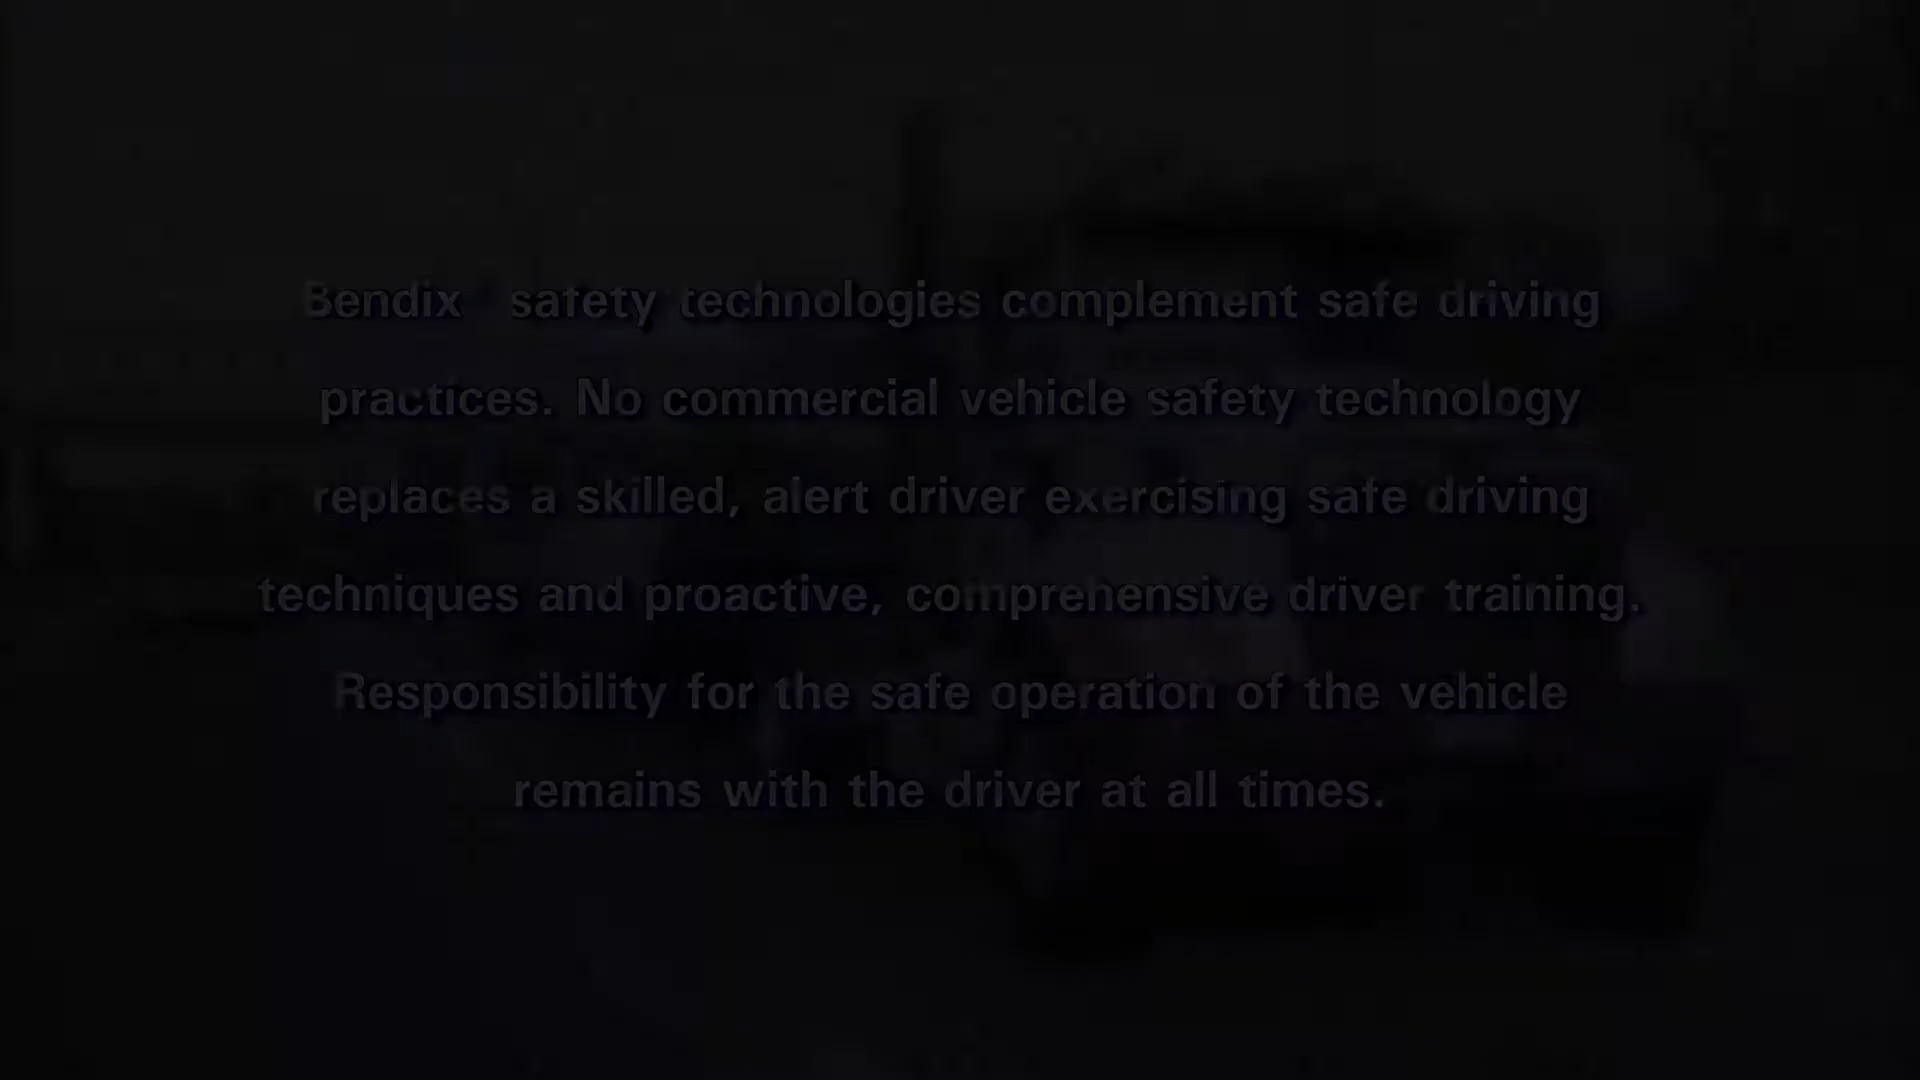 Bendix safety technologies complement safe driving
practices. No commercial vehicle safety technology
replaces a skilled, alert driver exercising safe driving
techniques and proactive, comprehensive driver training.
Responsibility for the safe operation of the vehicle
remains with the driver at all times.